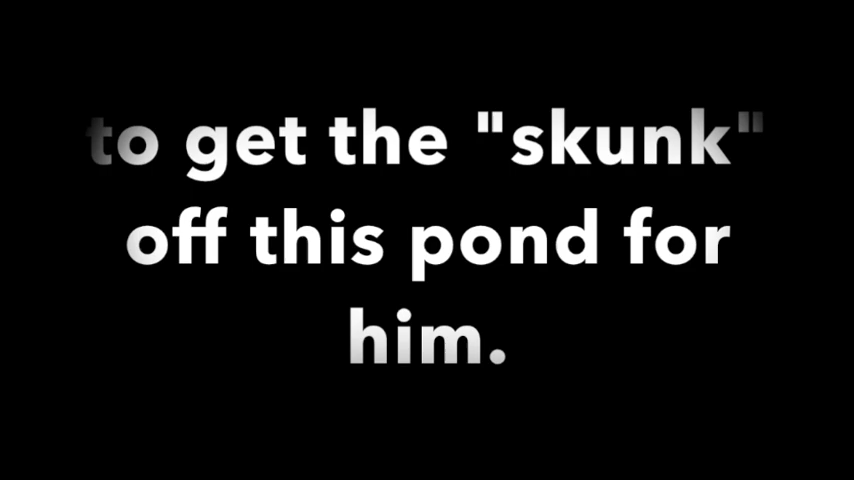 to get the "skunk"
off this pond for
him.